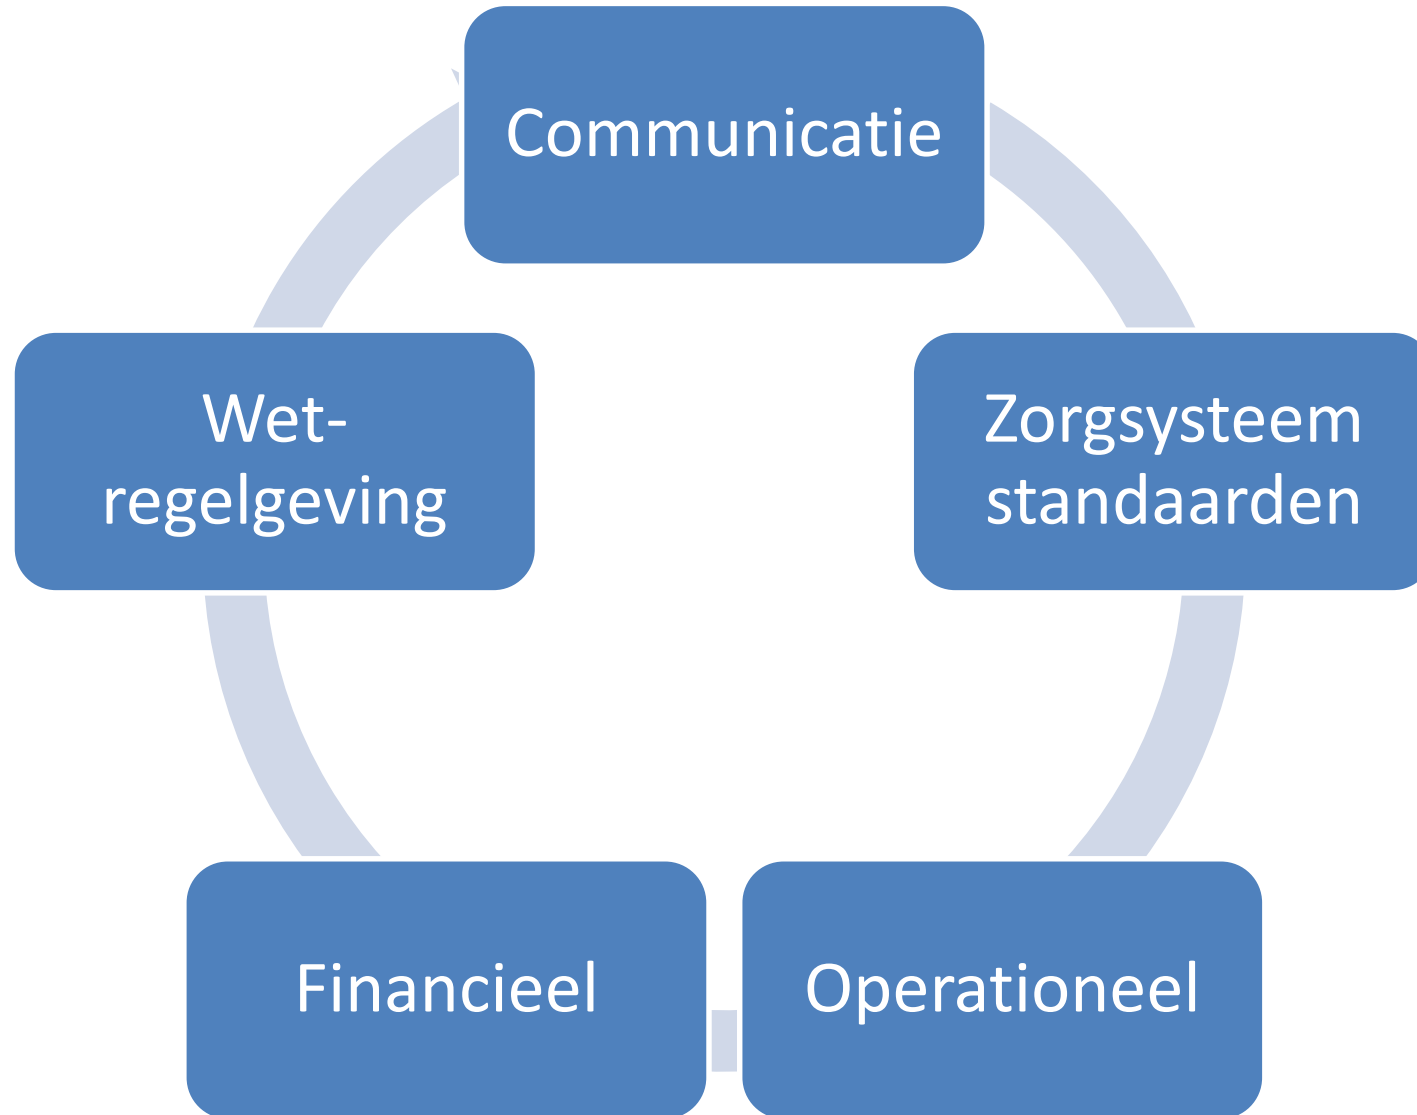 Communicatie
Zorgsysteem
standaarden
Operationeel
Financieel
Wet-
regelgeving